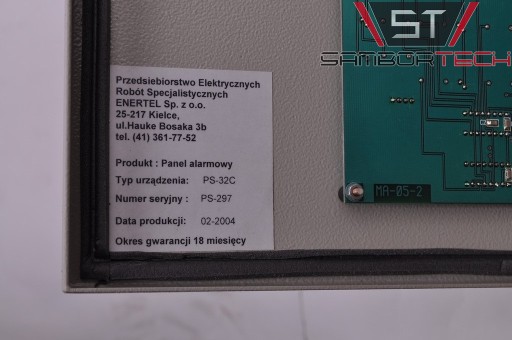 ST
SAMBORTECH
Przedsiebiorstwo Elektrycznych
Robót Specjalistycznych
ENERTEL Sp. z o.o.
25-217 Kielce,
ul.Hauke Bosaka 3b
tel. (41) 361-77-52
Produkt : Panel alarmowy
Typ urządzenia: PS-32C
Numer seryjny : PS-297
Data produkcji: 02-2004
Okres gwarancji 18 miesięcy
MA-05-2